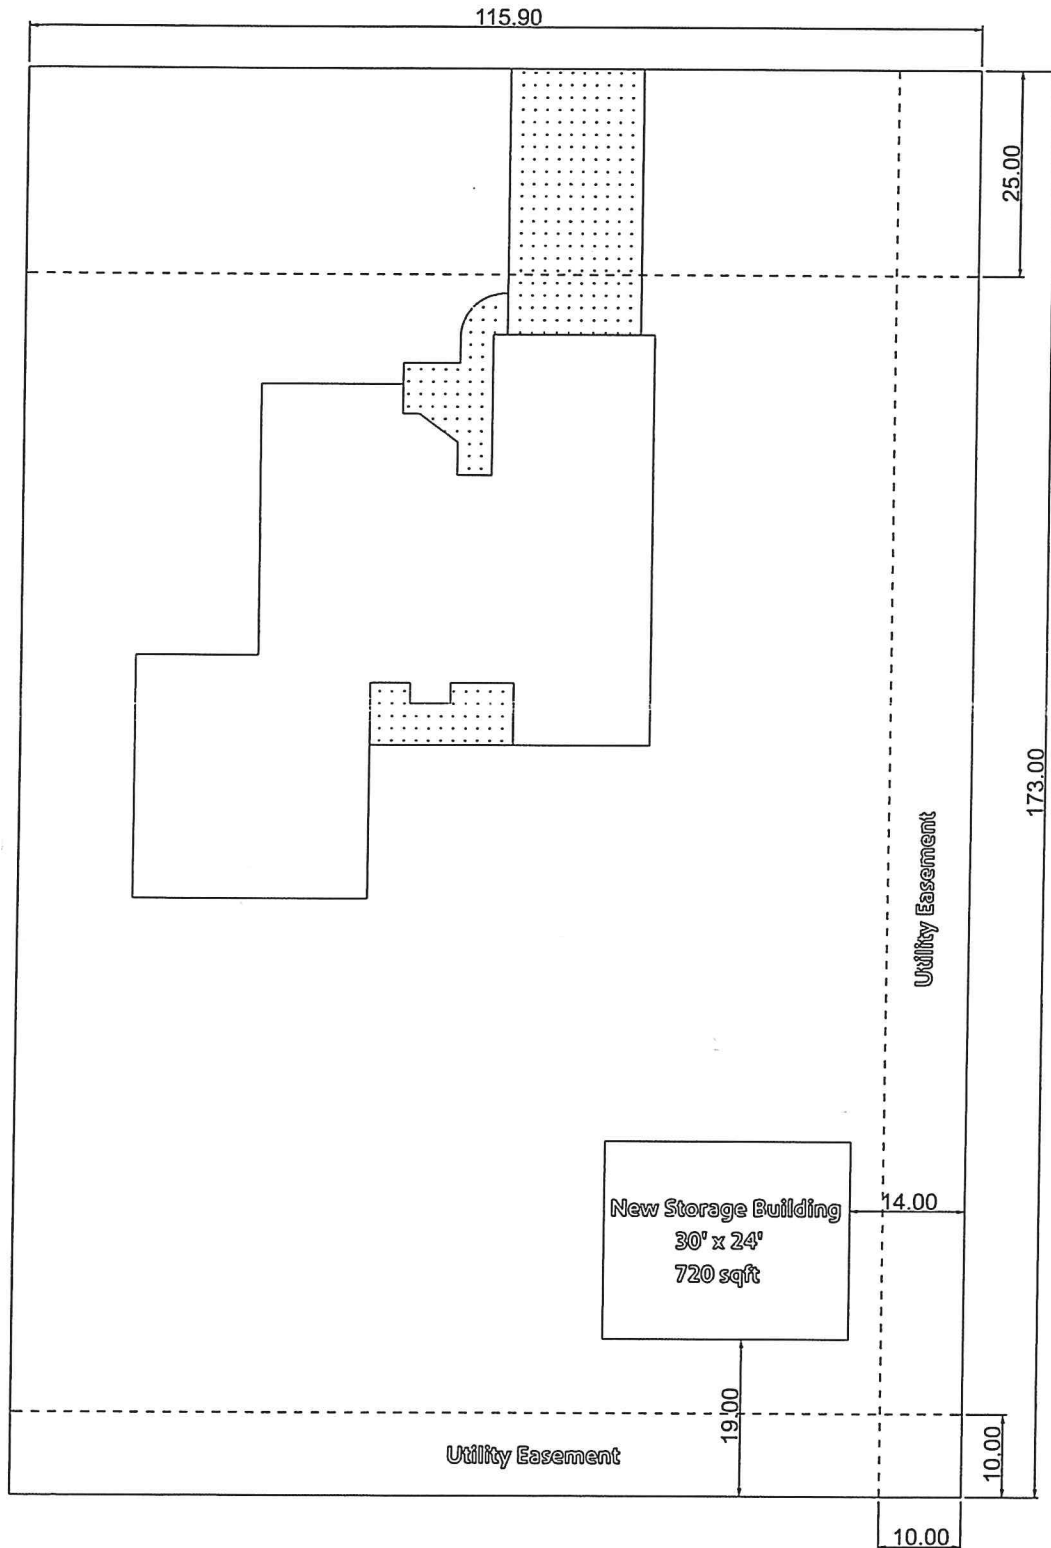 115.90
25.00
173.00
Utility Easement
New Storage Building
30' x 24'
720 sqft
14.00
19.00
Utility Easement
10.00
10.00